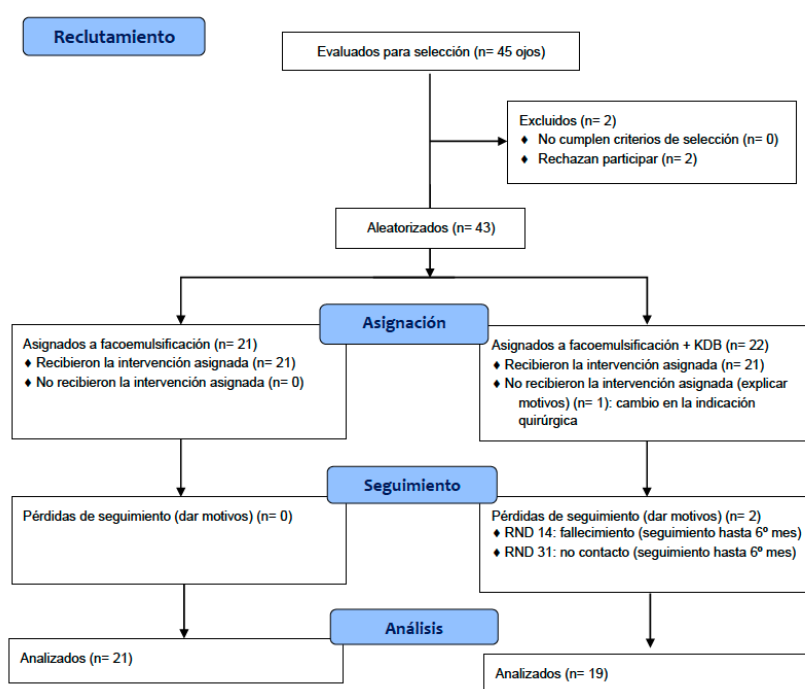 Reclutamiento
Evaluados para selección (n= 45 ojos)
Excluidos (n= 2)
♦ No cumplen criterios de selección (n= 0)
♦ Rechazan participar (n= 2)
Aleatorizados (n= 43)
Asignación
Asignados a facoemulsificación (n= 21)
♦ Recibieron la intervención asignada (n= 21)
♦ No recibieron la intervención asignada (n= 0)
Asignados a facoemulsificación + KDB (n= 22)
♦ Recibieron la intervención asignada (n= 21)
♦ No recibieron la intervención asignada (explicar
motivos) (n= 1): cambio en la indicación
quirúrgica
Seguimiento
Pérdidas de seguimiento (dar motivos) (n= 0)
Pérdidas de seguimiento (dar motivos) (n= 2)
♦ RND 14: fallecimiento (seguimiento hasta 6º mes)
♦ RND 31: no contacto (seguimiento hasta 6º mes)
Análisis
Analizados (n= 21)
Analizados (n= 19)